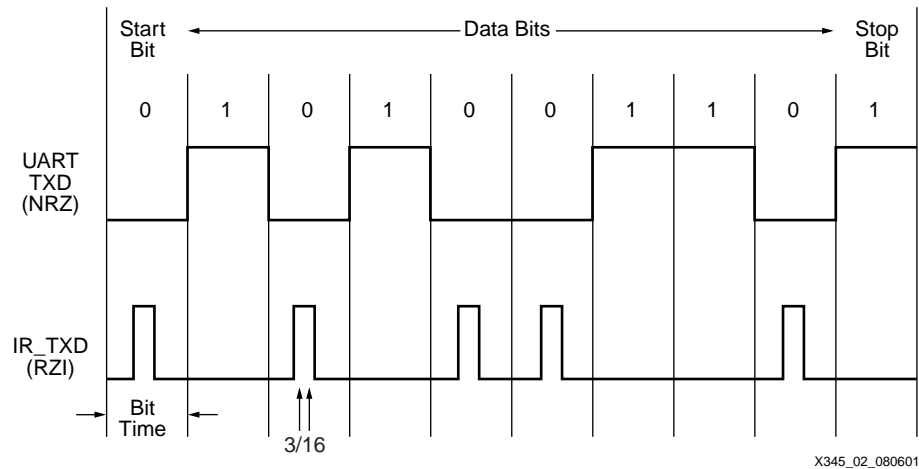 Start
Bit
Data Bits
Stop
Bit
0 1 0 1 0 0 1 1 0 1
UART
TXD
(NRZ)
IR_TXD
(RZI)
Bit
Time
3/16
X345_02_080601